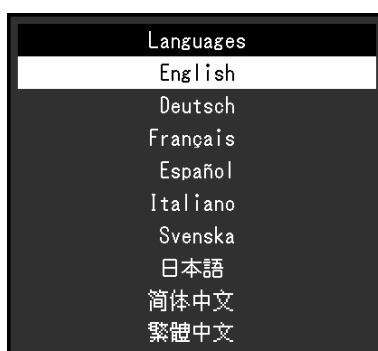 Languages
English
Deutsch
Français
Español
Italiano
Svenska
日本語
简体中文
繁體中文